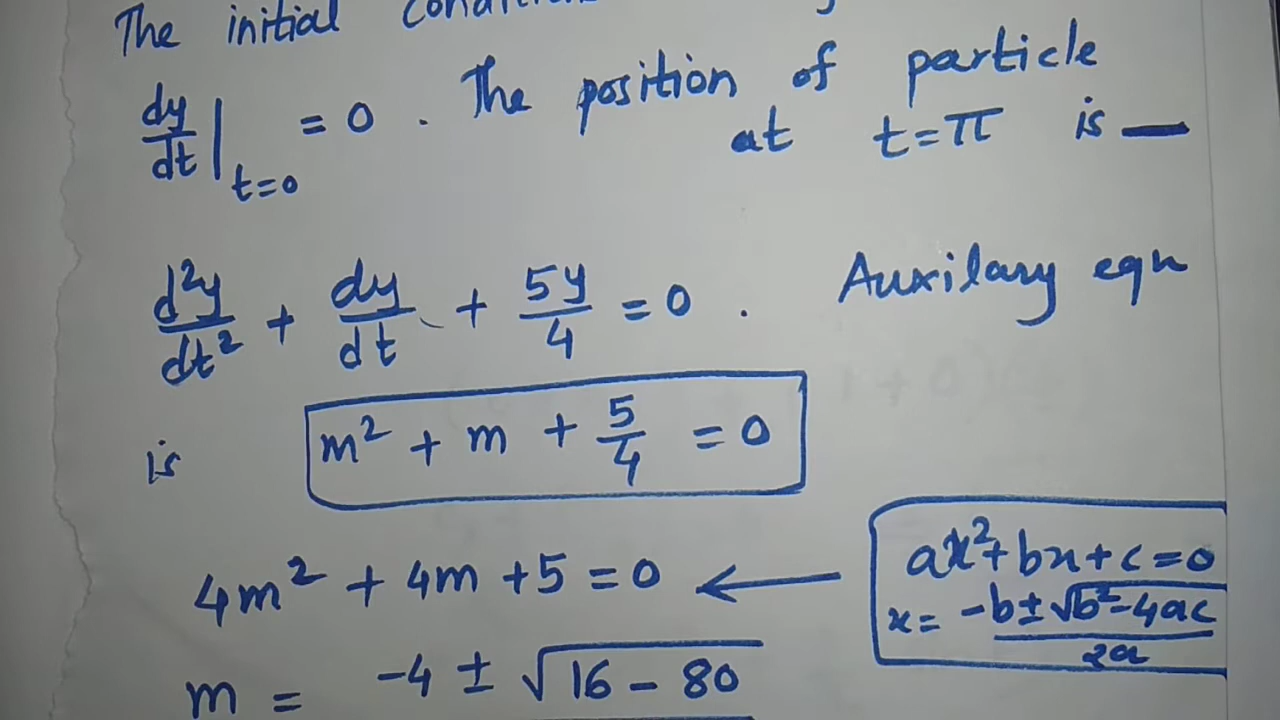 The initial
dy/dt|t=0 = 0 . The position of particle
at t=π is —
d²y/dt² + dy/dt + 5y/4 = 0 . Auxilary eqn
is m² + m + 5/4 = 0
4m² + 4m + 5 = 0 ←
ax²+bx+c=0
x= -b±√b²-4ac/2a
m = -4 ± √16 - 80